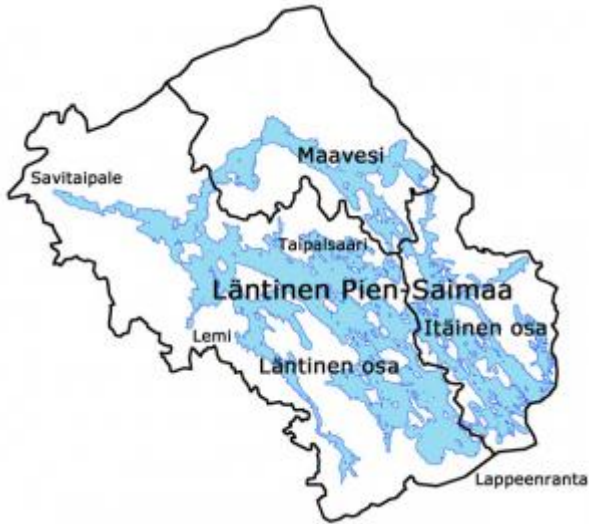 Maavesi
Savitaipale
Taipalsaari
Läntinen Pien-Saimaa
Itäinen osa
Lemi
Läntinen osa
Lappeenranta